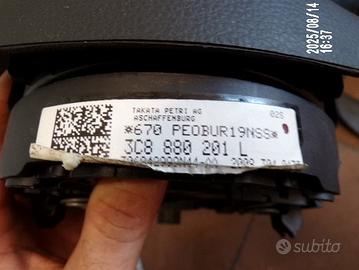 2025/08/14
16:37
TAKATA PETRI AG
ASCHAFFENBURG
02S
*670 PEOBUR19NSS*
3C8 880 201 L
subito